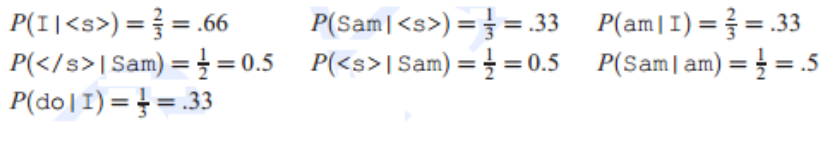 P(I|<s>) = 2/3 = .66 P(Sam|<s>) = 1/3 = .33 P(am|I) = 2/3 = .33
P(</s>|Sam) = 1/2 = 0.5 P(<s>|Sam) = 1/2 = 0.5 P(Sam|am) = 1/2 = .5
P(do|I) = 1/3 = .33